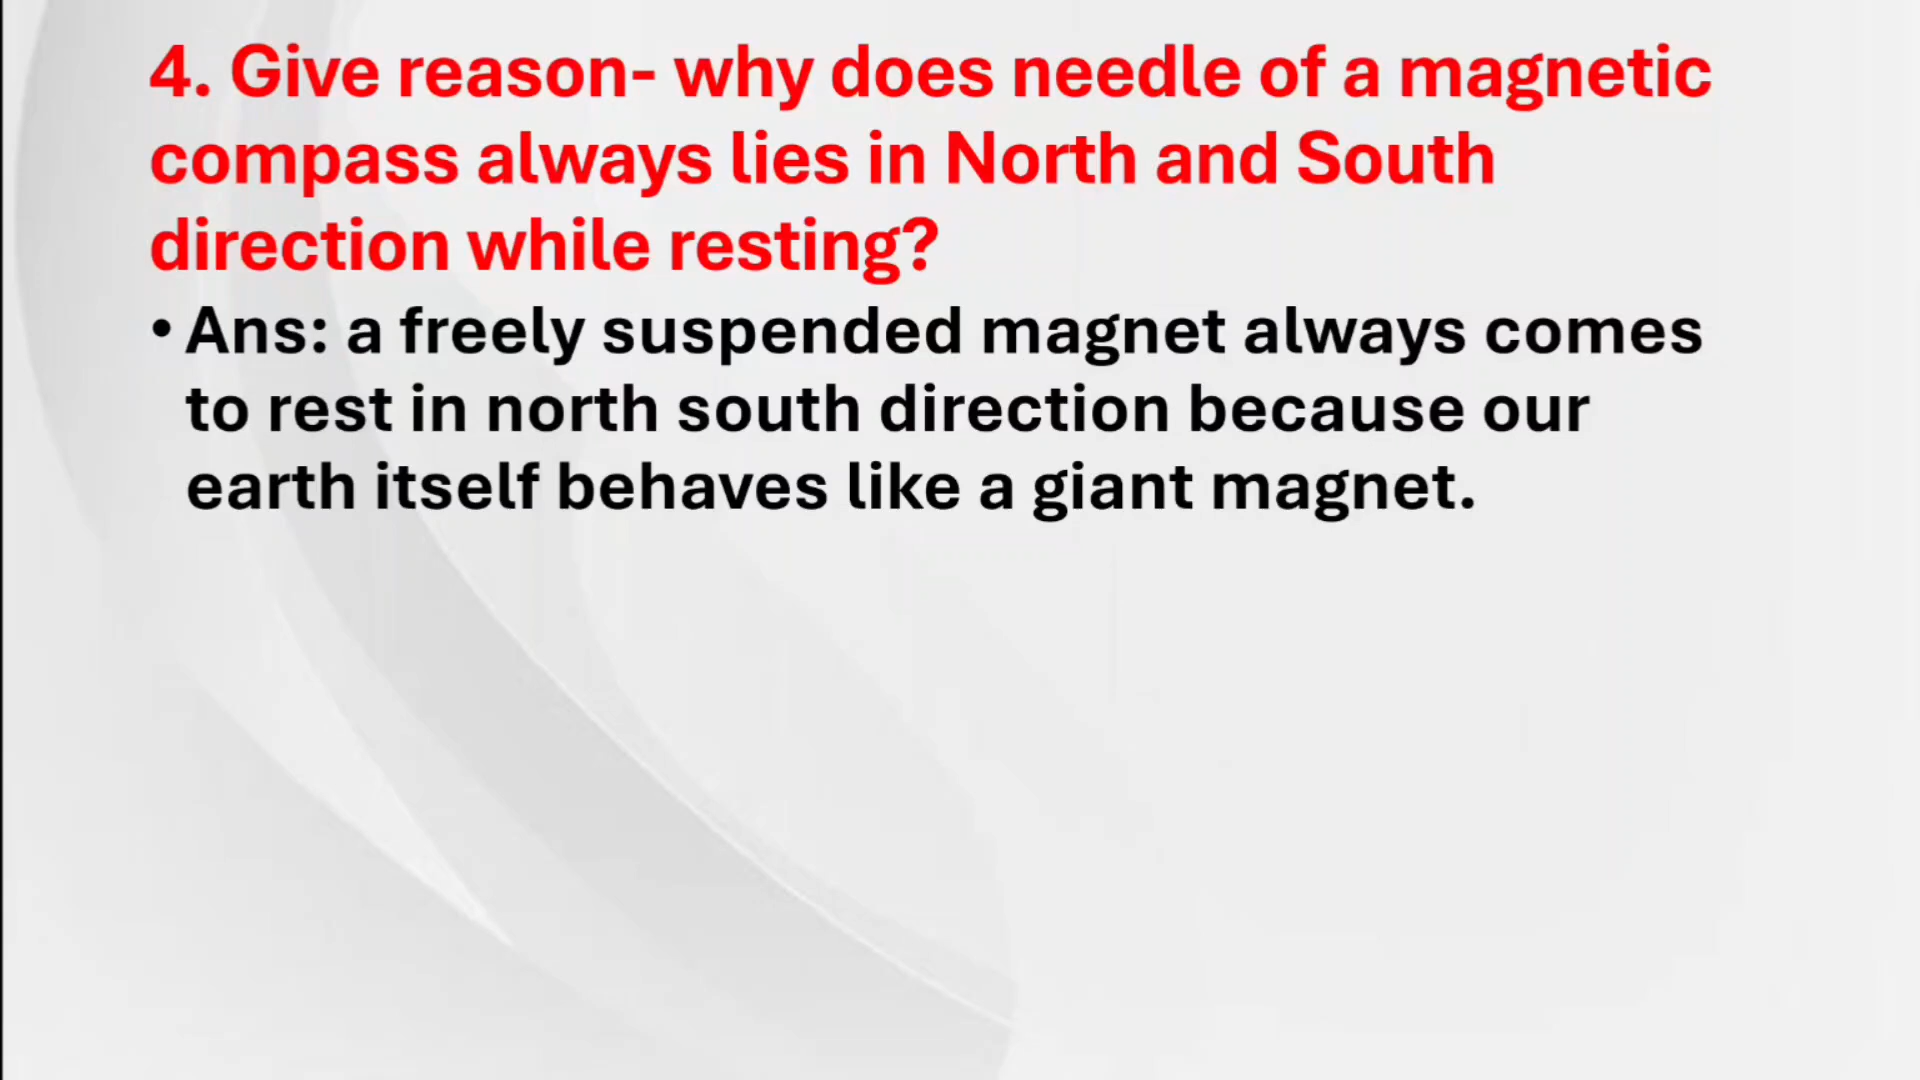 4. Give reason- why does needle of a magnetic
compass always lies in North and South
direction while resting?
• Ans: a freely suspended magnet always comes
to rest in north south direction because our
earth itself behaves like a giant magnet.